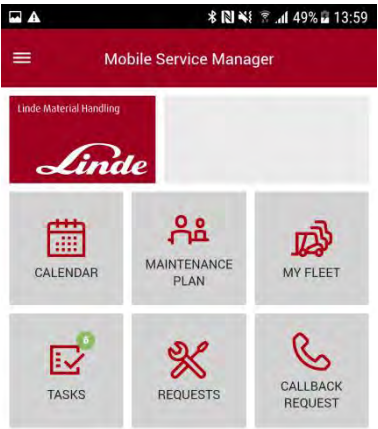 49% 13:59
Mobile Service Manager
Linde Material Handling
Linde
CALENDAR
MAINTENANCE
PLAN
MY FLEET
6
TASKS
REQUESTS
CALLBACK
REQUEST